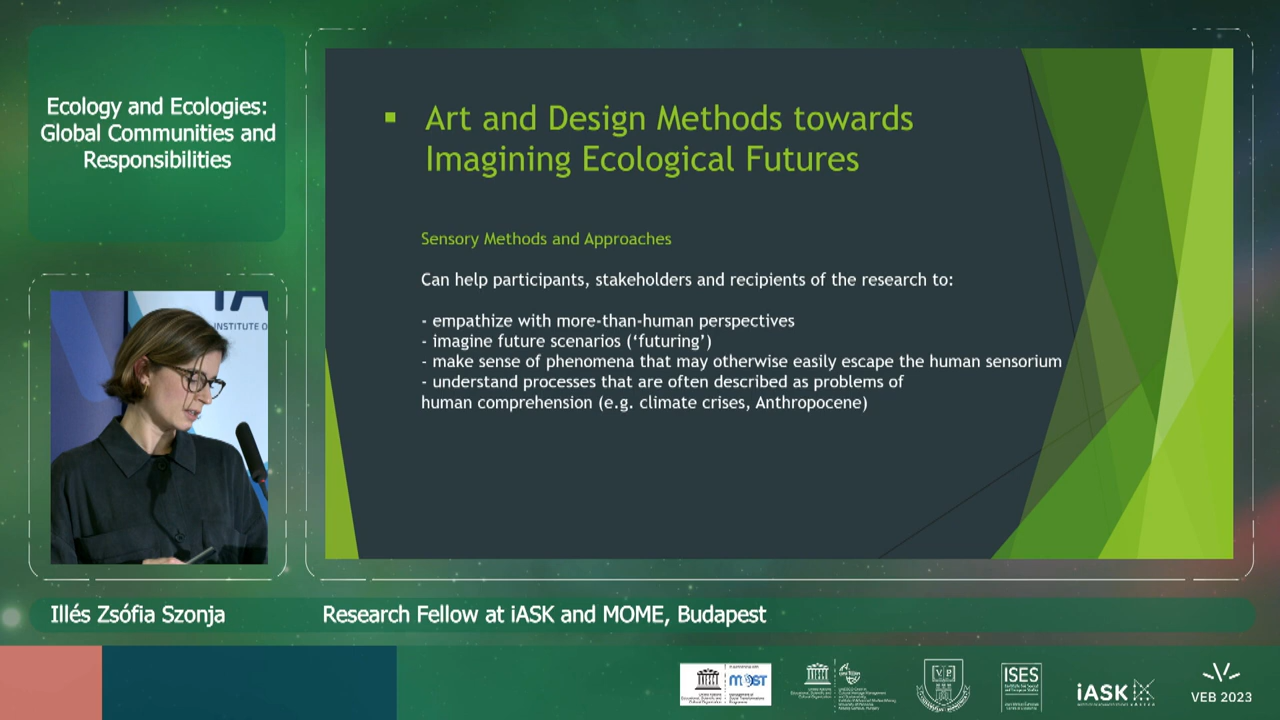 Ecology and Ecologies:
Global Communities and
Responsibilities
▪ Art and Design Methods towards
Imagining Ecological Futures
Sensory Methods and Approaches
Can help participants, stakeholders and recipients of the research to:
- empathize with more-than-human perspectives
- imagine future scenarios (‘futuring’)
- make sense of phenomena that may otherwise easily escape the human sensorium
- understand processes that are often described as problems of
human comprehension (e.g. climate crises, Anthropocene)
INSTITUTE O
Illés Zsófia Szonja
Research Fellow at iASK and MOME, Budapest
MOST
ISES
iASK
VEB 2023